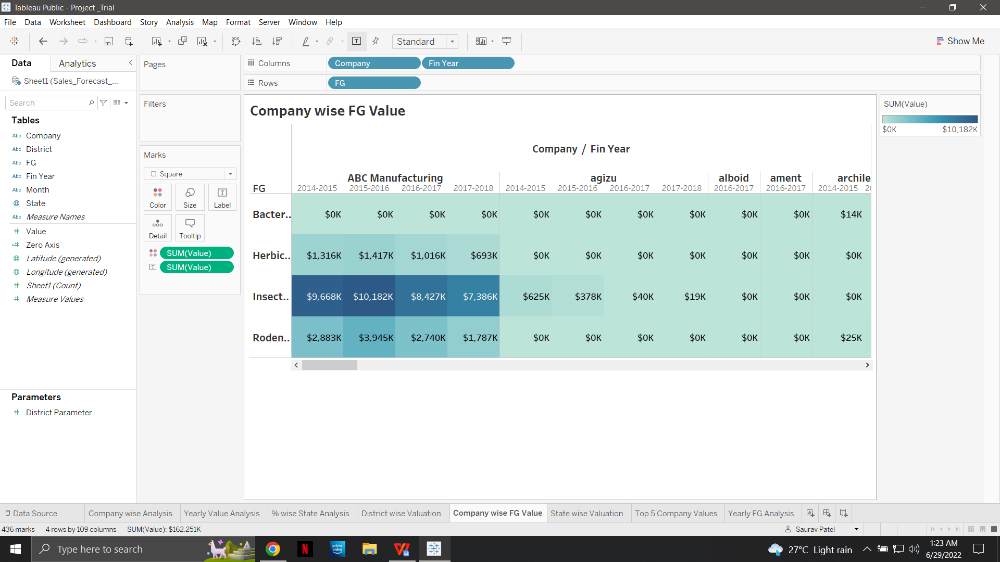 Tableau Public - Project _Trial
File Data Worksheet Dashboard Story Analysis Map Format Server Window Help
Standard
Show Me
Data Analytics
Sheet1 (Sales_Forecast_...
Search
Tables
Abc Company
Abc District
Abc FG
Abc Fin Year
Abc Month
State
Abc Measure Names
Value
Zero Axis
Latitude (generated)
Longitude (generated)
Sheet1 (Count)
Measure Values
Parameters
District Parameter
Pages
Filters
Marks
Square
Color Size Label
Detail Tooltip
SUM(Value)
SUM(Value)
Columns Company Fin Year
Rows FG
Company wise FG Value
Company / Fin Year
ABC Manufacturing agizu alboid ament archile
FG 2014-2015 2015-2016 2016-2017 2017-2018 2014-2015 2015-2016 2016-2017 2017-2018 2016-2017 2016-2017 2014-2015
Bacter.. $0K $0K $0K $0K $0K $0K $0K $0K $0K $0K $14K
Herbic.. $1,316K $1,417K $1,016K $693K $0K $0K $0K $0K $0K $0K $0K
Insect.. $9,668K $10,182K $8,427K $7,386K $625K $378K $40K $19K $0K $0K $0K
Roden.. $2,883K $3,945K $2,740K $1,787K $0K $0K $0K $0K $0K $0K $25K
SUM(Value)
$0K $10,182K
Data Source Company wise Analysis Yearly Value Analysis % wise State Analysis District wise Valuation Company wise FG Value State wise Valuation Top 5 Company Values Yearly FG Analysis
436 marks 4 rows by 109 columns SUM(Value): $162,251K Saurav Patel
Type here to search
prime video
27°C Light rain
1:23 AM
6/29/2022